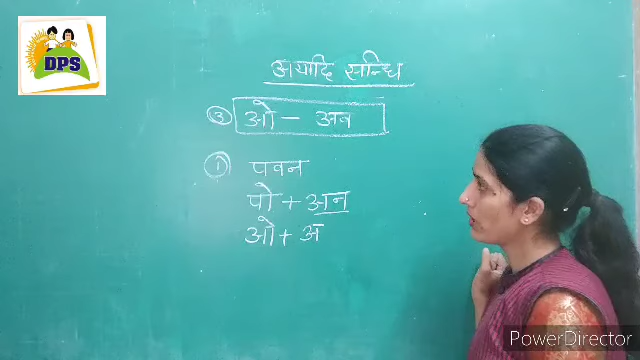 DPS
अयादि सन्धि
③ ओ – अव
① पवन
पो + अन
ओ + अ
PowerDirector